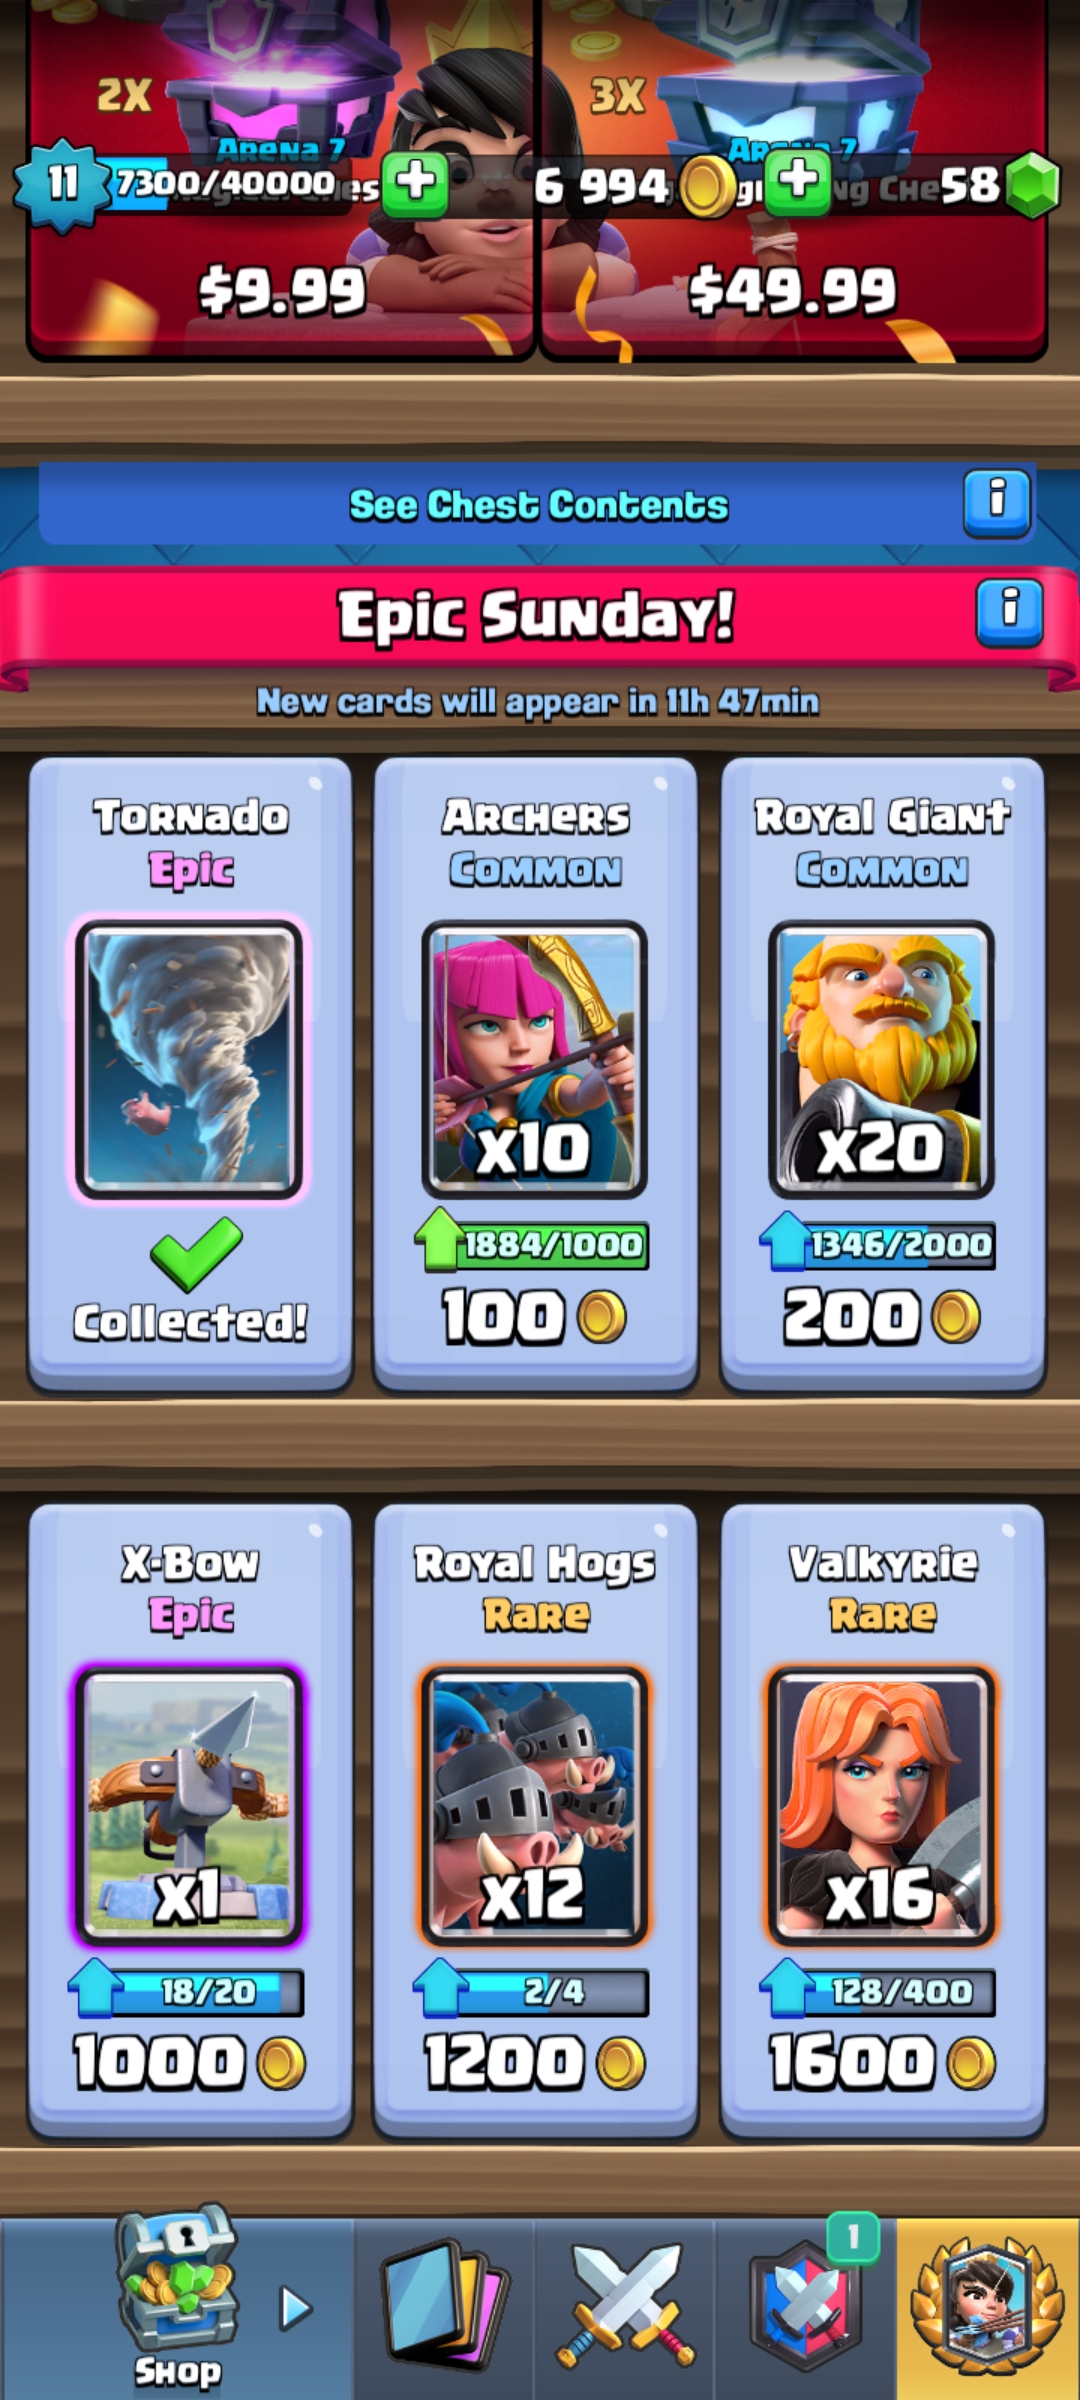 2X
3X
Arena 7
Arena 7
11
7300/40000
6 994
58
$9.99
$49.99
See Chest Contents
i
Epic Sunday!
i
New cards will appear in 11h 47min
Tornado
Epic
Collected!
Archers
Common
x10
1884/1000
100
Royal Giant
Common
x20
1346/2000
200
X-Bow
Epic
x1
18/20
1000
Royal Hogs
Rare
x12
2/4
1200
Valkyrie
Rare
x16
128/400
1600
1
Shop